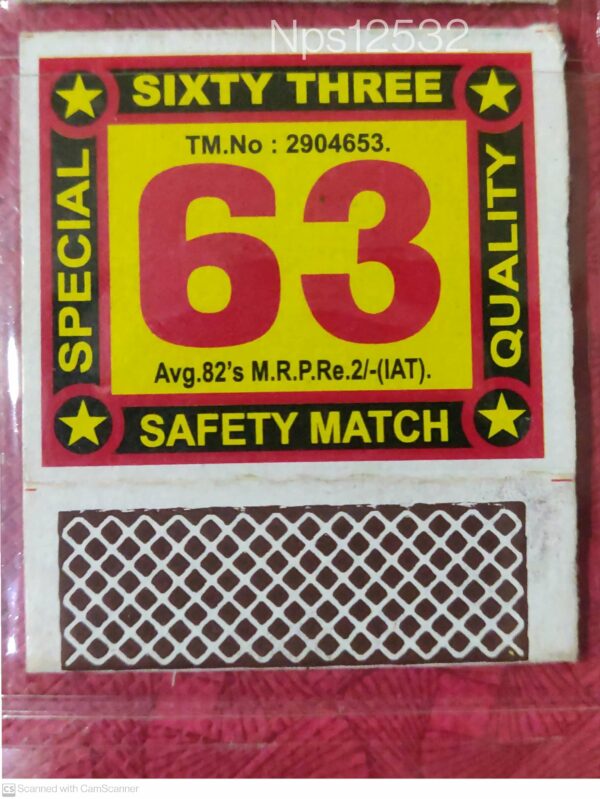 Nps12532
SIXTY THREE
TM.No : 2904653.
SPECIAL
63
QUALITY
Avg.82's M.R.P.Re.2/-(IAT).
SAFETY MATCH
CS Scanned with CamScanner